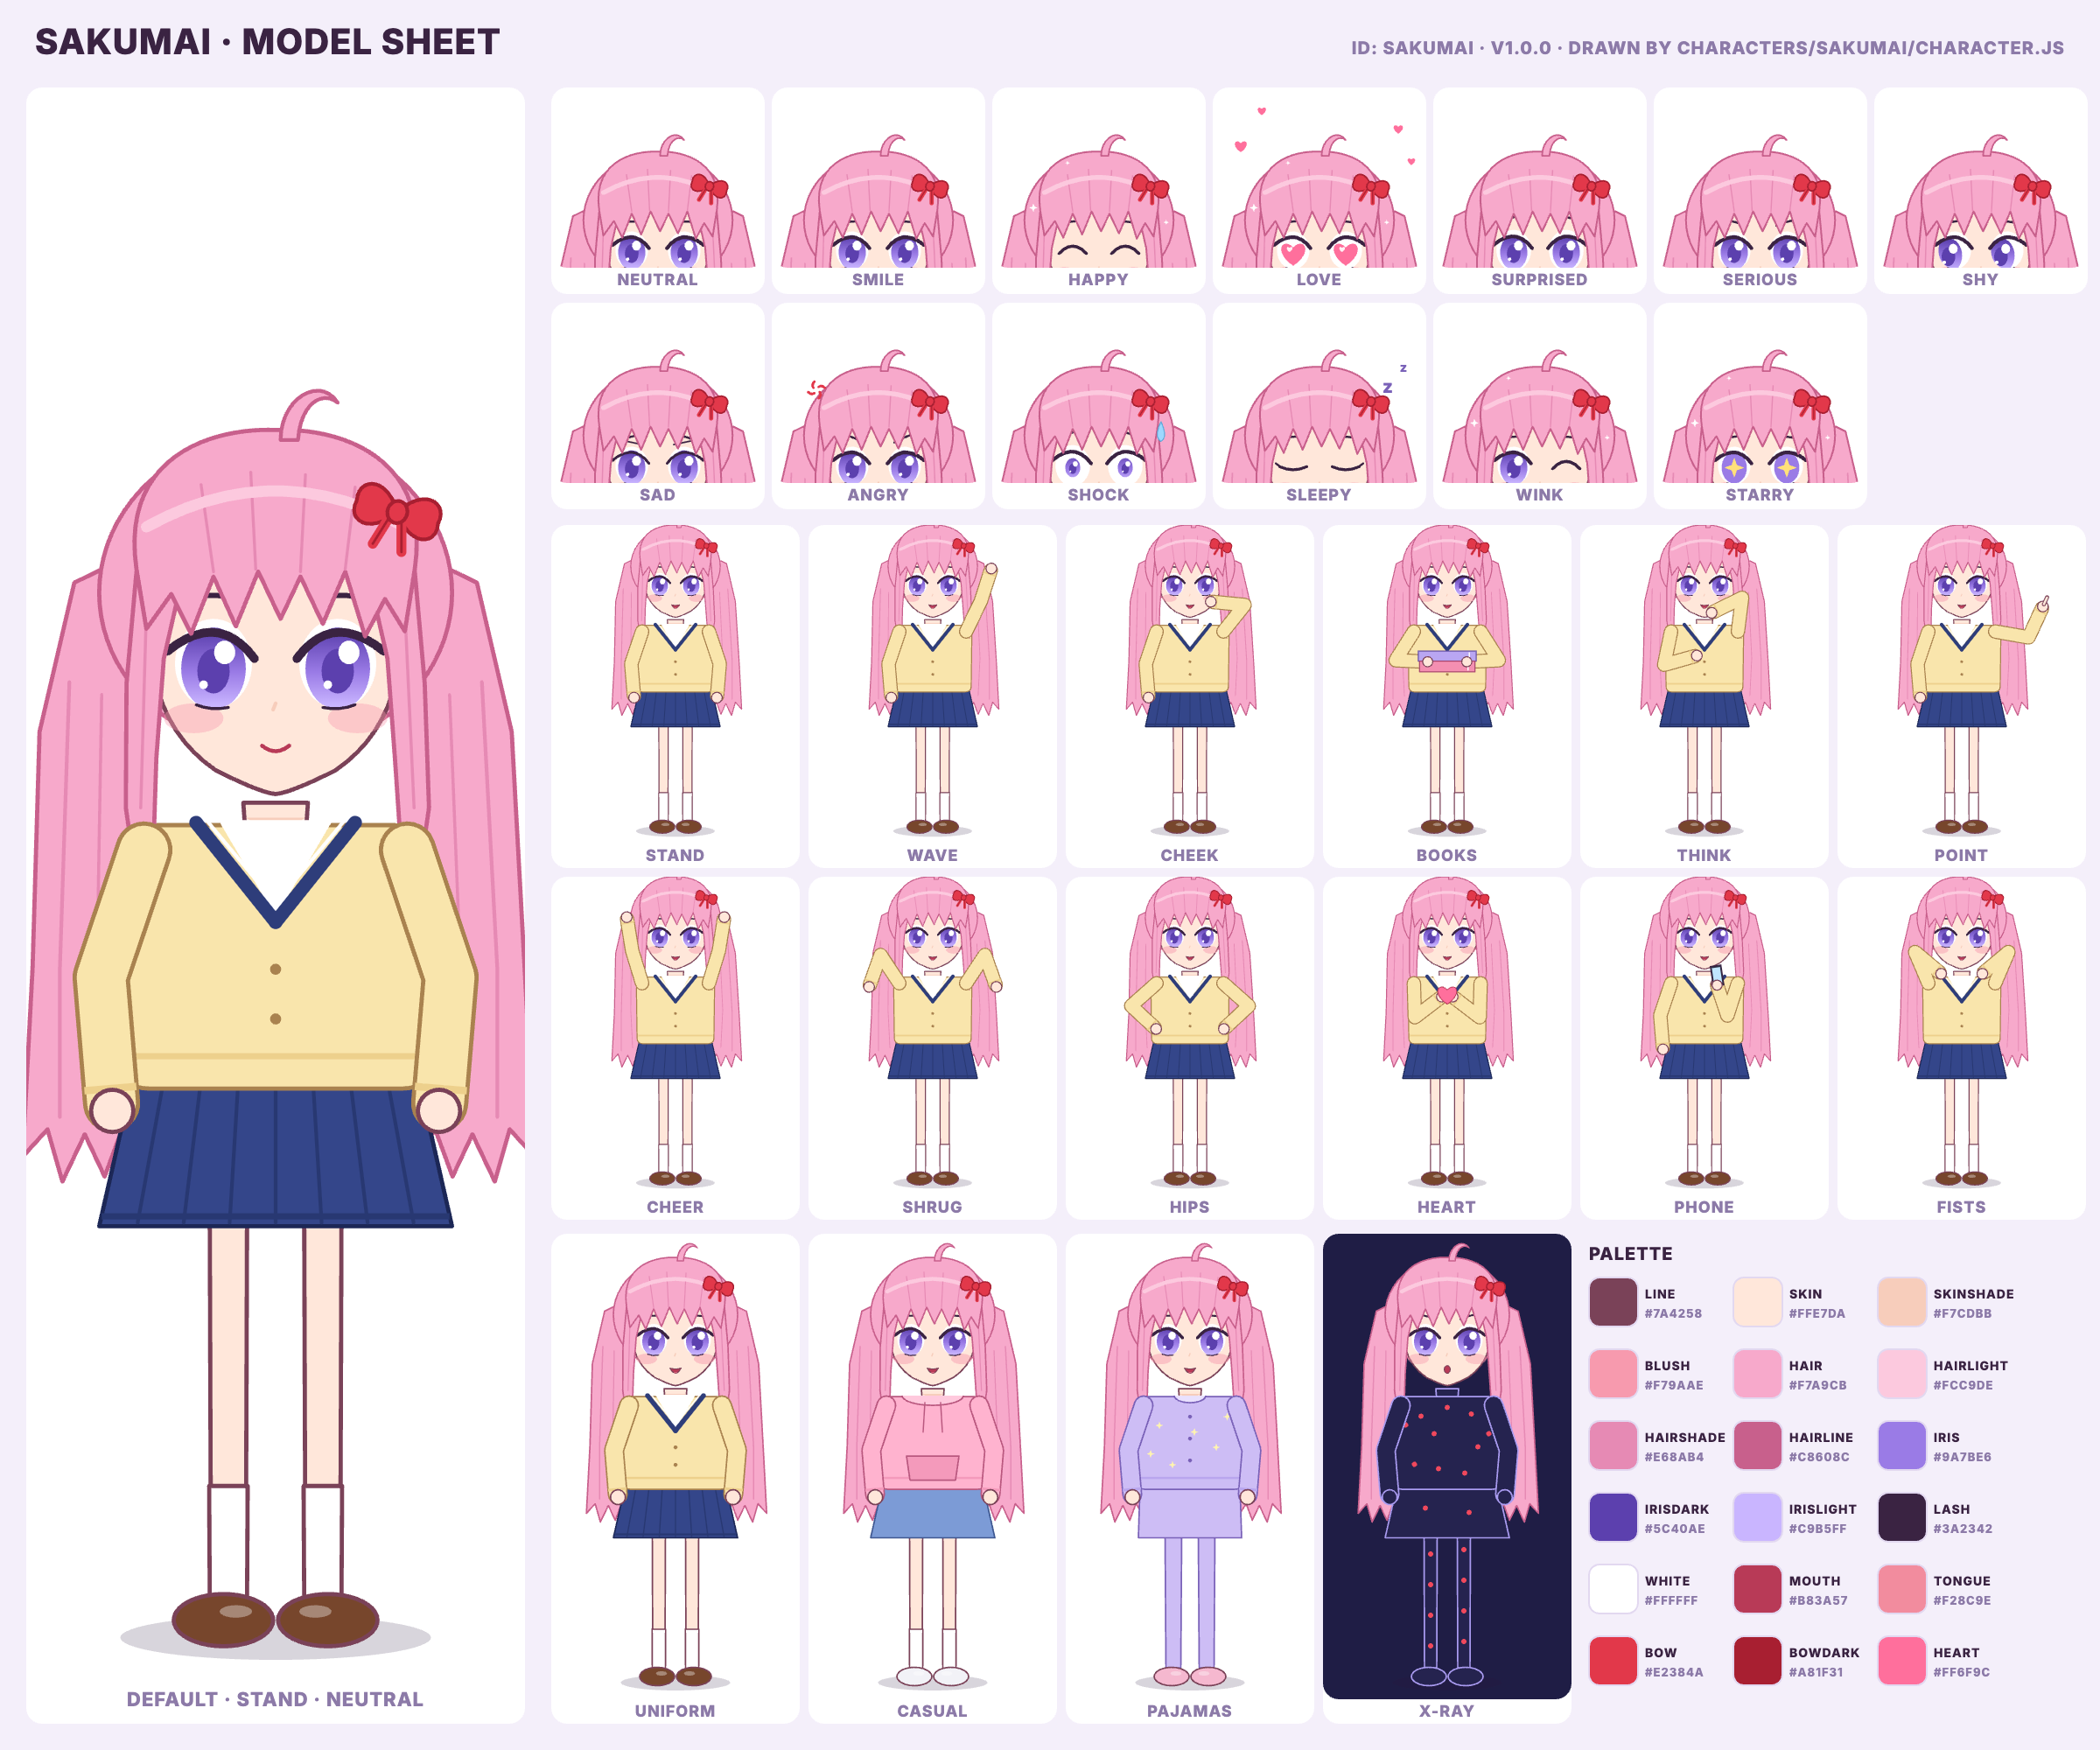 SAKUMAI · MODEL SHEET
ID: SAKUMAI · V1.0.0 · DRAWN BY CHARACTERS/SAKUMAI/CHARACTER.JS
DEFAULT · STAND · NEUTRAL
NEUTRAL
SMILE
HAPPY
LOVE
SURPRISED
SERIOUS
SHY
z
z
SAD
ANGRY
SHOCK
SLEEPY
WINK
STARRY
STAND
WAVE
CHEEK
BOOKS
THINK
POINT
CHEER
SHRUG
HIPS
HEART
PHONE
FISTS
UNIFORM
CASUAL
PAJAMAS
X-RAY
PALETTE
LINE
#7A4258
SKIN
#FFE7DA
SKINSHADE
#F7CDBB
BLUSH
#F79AAE
HAIR
#F7A9CB
HAIRLIGHT
#FCC9DE
HAIRSHADE
#E68AB4
HAIRLINE
#C8608C
IRIS
#9A7BE6
IRISDARK
#5C40AE
IRISLIGHT
#C9B5FF
LASH
#3A2342
WHITE
#FFFFFF
MOUTH
#B83A57
TONGUE
#F28C9E
BOW
#E2384A
BOWDARK
#A81F31
HEART
#FF6F9C